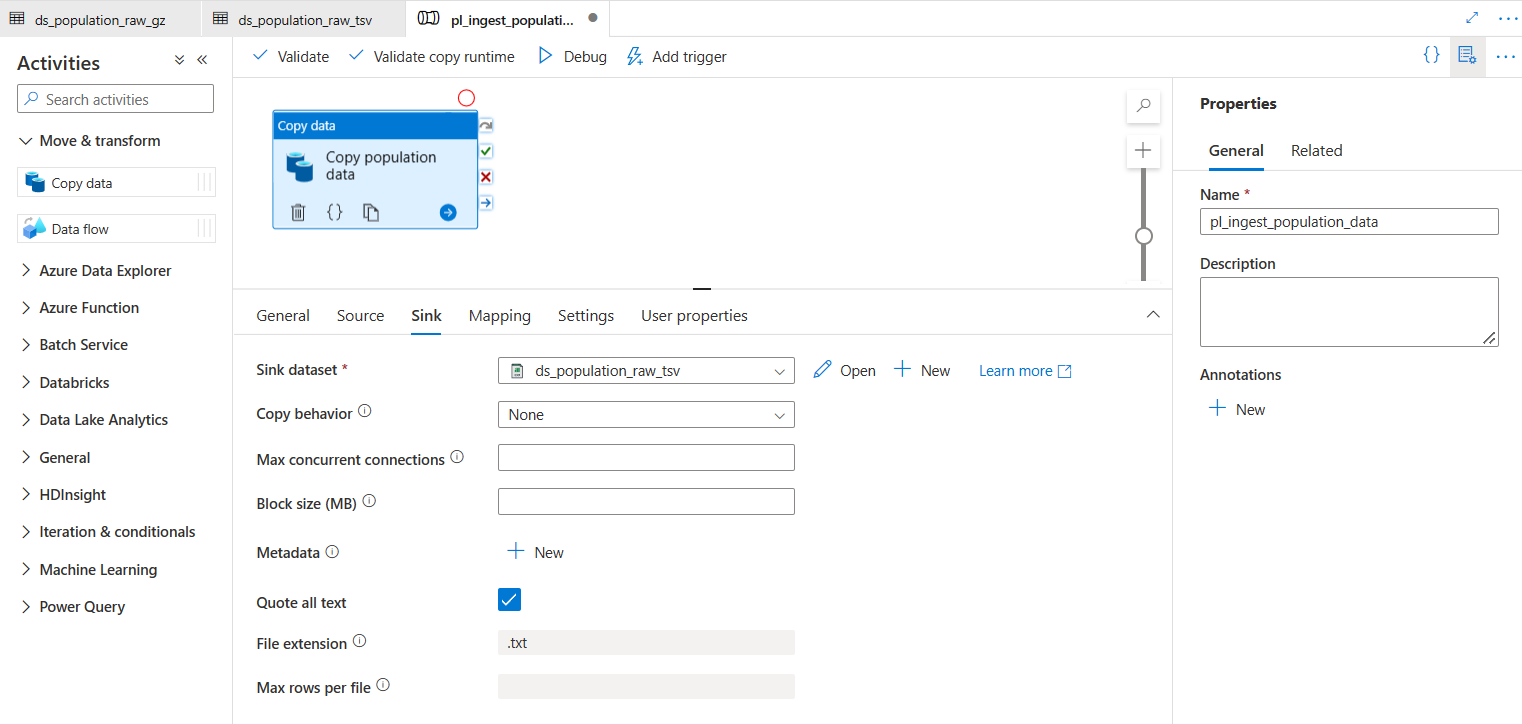 ds_population_raw_gz
ds_population_raw_tsv
pl_ingest_populati...
Activities
Search activities
Move & transform
Copy data
Data flow
Azure Data Explorer
Azure Function
Batch Service
Databricks
Data Lake Analytics
General
HDInsight
Iteration & conditionals
Machine Learning
Power Query
Validate
Validate copy runtime
Debug
Add trigger
Copy data
Copy population
data
General
Source
Sink
Mapping
Settings
User properties
Sink dataset *
ds_population_raw_tsv
Open
New
Learn more
Copy behavior
None
Max concurrent connections
Block size (MB)
Metadata
New
Quote all text
File extension
.txt
Max rows per file
Properties
General
Related
Name *
pl_ingest_population_data
Description
Annotations
New